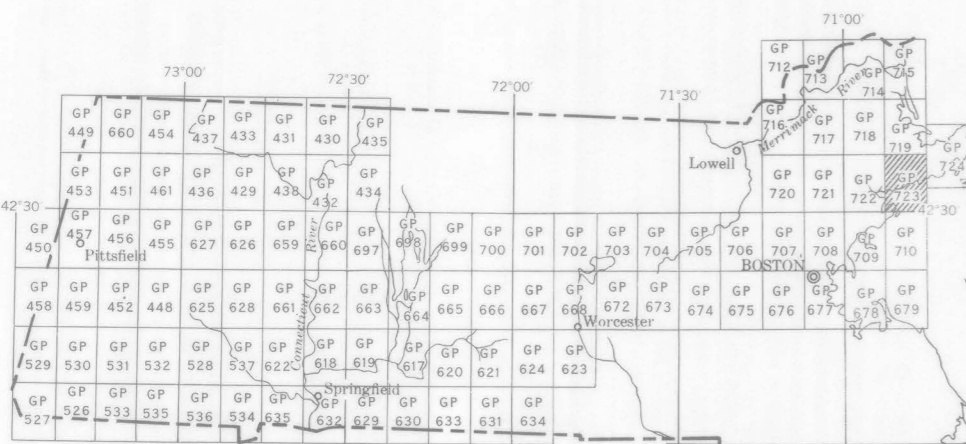 71°00'
GP 712 GP 713 GP 715
River
GP 714
73°00' 72°30' 72°00' 71°30'
GP 449 GP 660 GP 454 GP 437 GP 433 GP 431 GP 430 GP 435
GP 716 Merrimack GP 717 GP 718 GP 719
Lowell
GP 724
GP 453 GP 451 GP 461 GP 436 GP 429 GP 438 GP 432 GP 434
GP 720 GP 721 GP 722 GP 723
42°30' 42°30'
GP 450 GP 457 GP 456 GP 455 GP 627 GP 626 GP 659 River GP 660 GP 697 GP 698 GP 699 GP 700 GP 701 GP 702 GP 703 GP 704 GP 705 GP 706 GP 707 GP 708 GP 709 GP 710
Pittsfield
BOSTON
GP 458 GP 459 GP 452 GP 448 GP 625 GP 628 GP 661 GP 662 GP 663 GP 664 GP 665 GP 666 GP 667 GP 668 GP 672 GP 673 GP 674 GP 675 GP 676 GP 677 GP 678 GP 679
Connecticut
Worcester
GP 529 GP 530 GP 531 GP 532 GP 528 GP 537 GP 622 GP 618 GP 619 GP 617 GP 620 GP 621 GP 624 GP 623
Springfield
GP 527 GP 526 GP 533 GP 535 GP 536 GP 534 GP 635 GP 632 GP 629 GP 630 GP 633 GP 631 GP 634